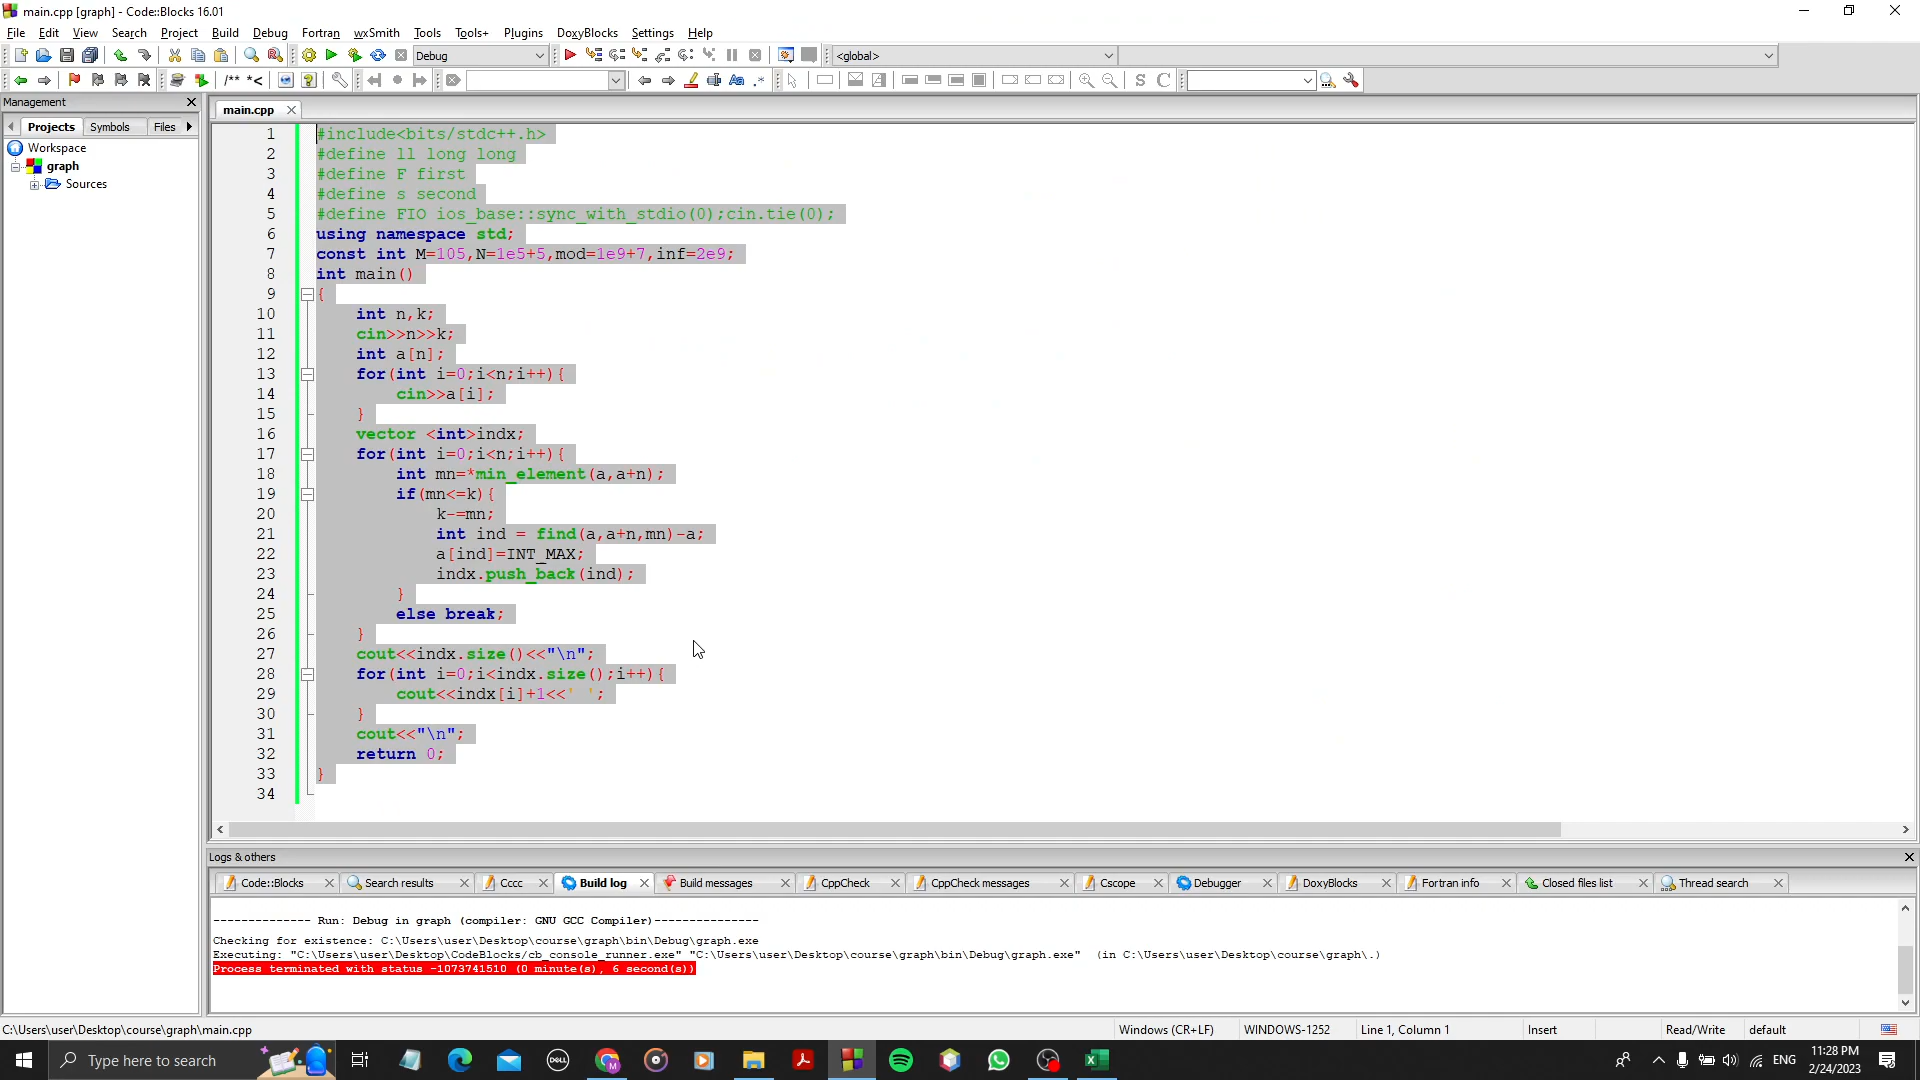 main.cpp [graph] - Code::Blocks 16.01
File Edit View Search Project Build Debug Fortran wxSmith Tools Tools+ Plugins DoxyBlocks Settings Help
Debug
<global>
/** *<
Aa .*
S C
Management
Projects Symbols Files
Workspace
graph
Sources
main.cpp
1 #include<bits/stdc++.h>
2 #define ll long long
3 #define F first
4 #define s second
5 #define FIO ios_base::sync_with_stdio(0);cin.tie(0);
6 using namespace std;
7 const int M=105,N=1e5+5,mod=1e9+7,inf=2e9;
8 int main()
9 {
10 int n,k;
11 cin>>n>>k;
12 int a[n];
13 for(int i=0;i<n;i++){
14 cin>>a[i];
15 }
16 vector <int>indx;
17 for(int i=0;i<n;i++){
18 int mn=*min_element(a,a+n);
19 if(mn<=k){
20 k-=mn;
21 int ind = find(a,a+n,mn)-a;
22 a[ind]=INT_MAX;
23 indx.push_back(ind);
24 }
25 else break;
26 }
27 cout<<indx.size()<<"\n";
28 for(int i=0;i<indx.size();i++){
29 cout<<indx[i]+1<<' ';
30 }
31 cout<<"\n";
32 return 0;
33 }
34
Logs & others
Code::Blocks Search results Cccc Build log Build messages CppCheck CppCheck messages Cscope Debugger DoxyBlocks Fortran info Closed files list Thread search
-------------- Run: Debug in graph (compiler: GNU GCC Compiler)---------------
Checking for existence: C:\Users\user\Desktop\course\graph\bin\Debug\graph.exe
Executing: "C:\Users\user\Desktop\CodeBlocks/cb_console_runner.exe" "C:\Users\user\Desktop\course\graph\bin\Debug\graph.exe" (in C:\Users\user\Desktop\course\graph\.)
Process terminated with status -1073741510 (0 minute(s), 6 second(s))
C:\Users\user\Desktop\course\graph\main.cpp Windows (CR+LF) WINDOWS-1252 Line 1, Column 1 Insert Read/Write default
Type here to search
DELL
M
ENG
11:28 PM
2/24/2023